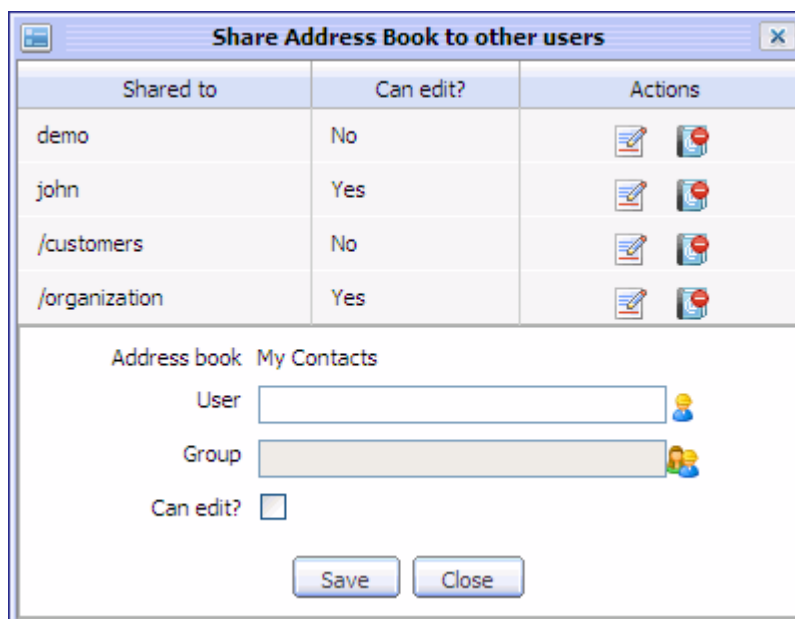 Share Address Book to other users
Shared to Can edit? Actions
demo No
john Yes
/customers No
/organization Yes
Address book My Contacts
User
Group
Can edit?
Save Close